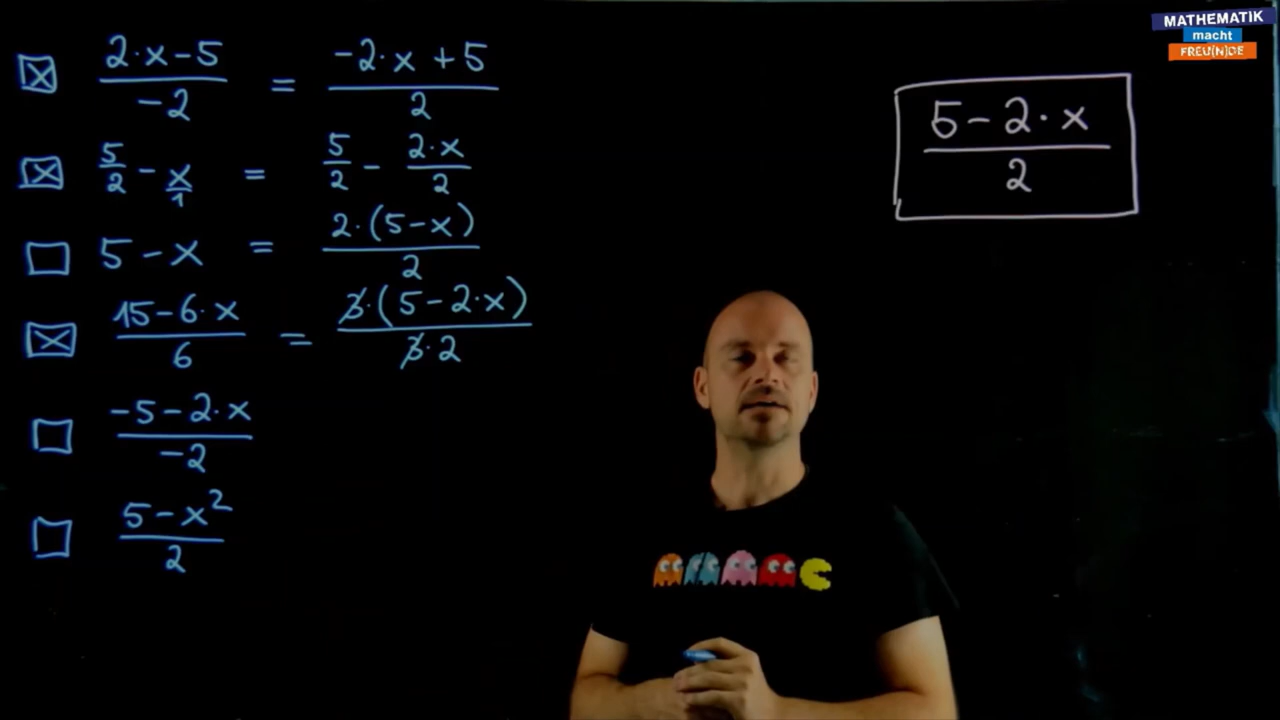 MATHEMATIK
macht
FREU(N)DE
☒ (2·x-5)/(-2) = (-2·x+5)/2
☒ 5/2 - x/1 = 5/2 - (2·x)/2
☐ 5-x = (2·(5-x))/2
☒ (15-6·x)/6 = (3·(5-2·x))/(3·2)
☐ (-5-2·x)/(-2)
☐ (5-x²)/2
(5-2·x)/2